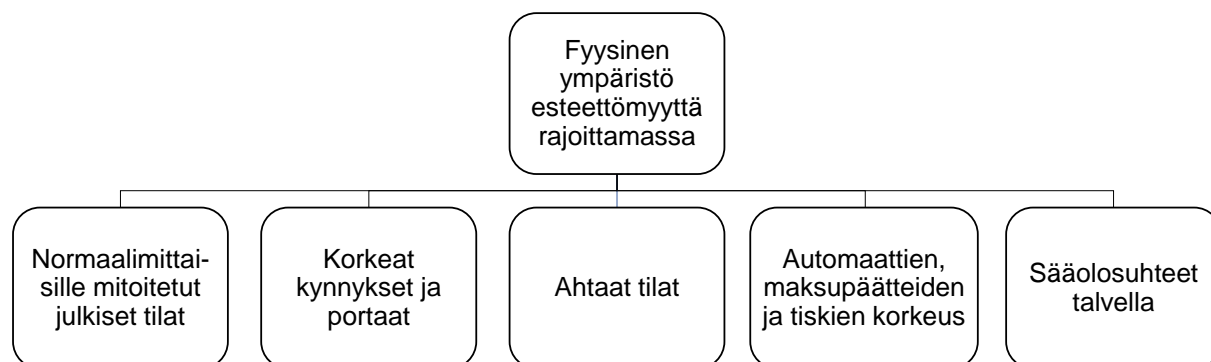 Fyysinen
ympäristö
esteettömyyttä
rajoittamassa
Normaalimittai-
sille mitoitetut
julkiset tilat
Korkeat
kynnykset ja
portaat
Ahtaat tilat
Automaattien,
maksupäätteiden
ja tiskien korkeus
Sääolosuhteet
talvella